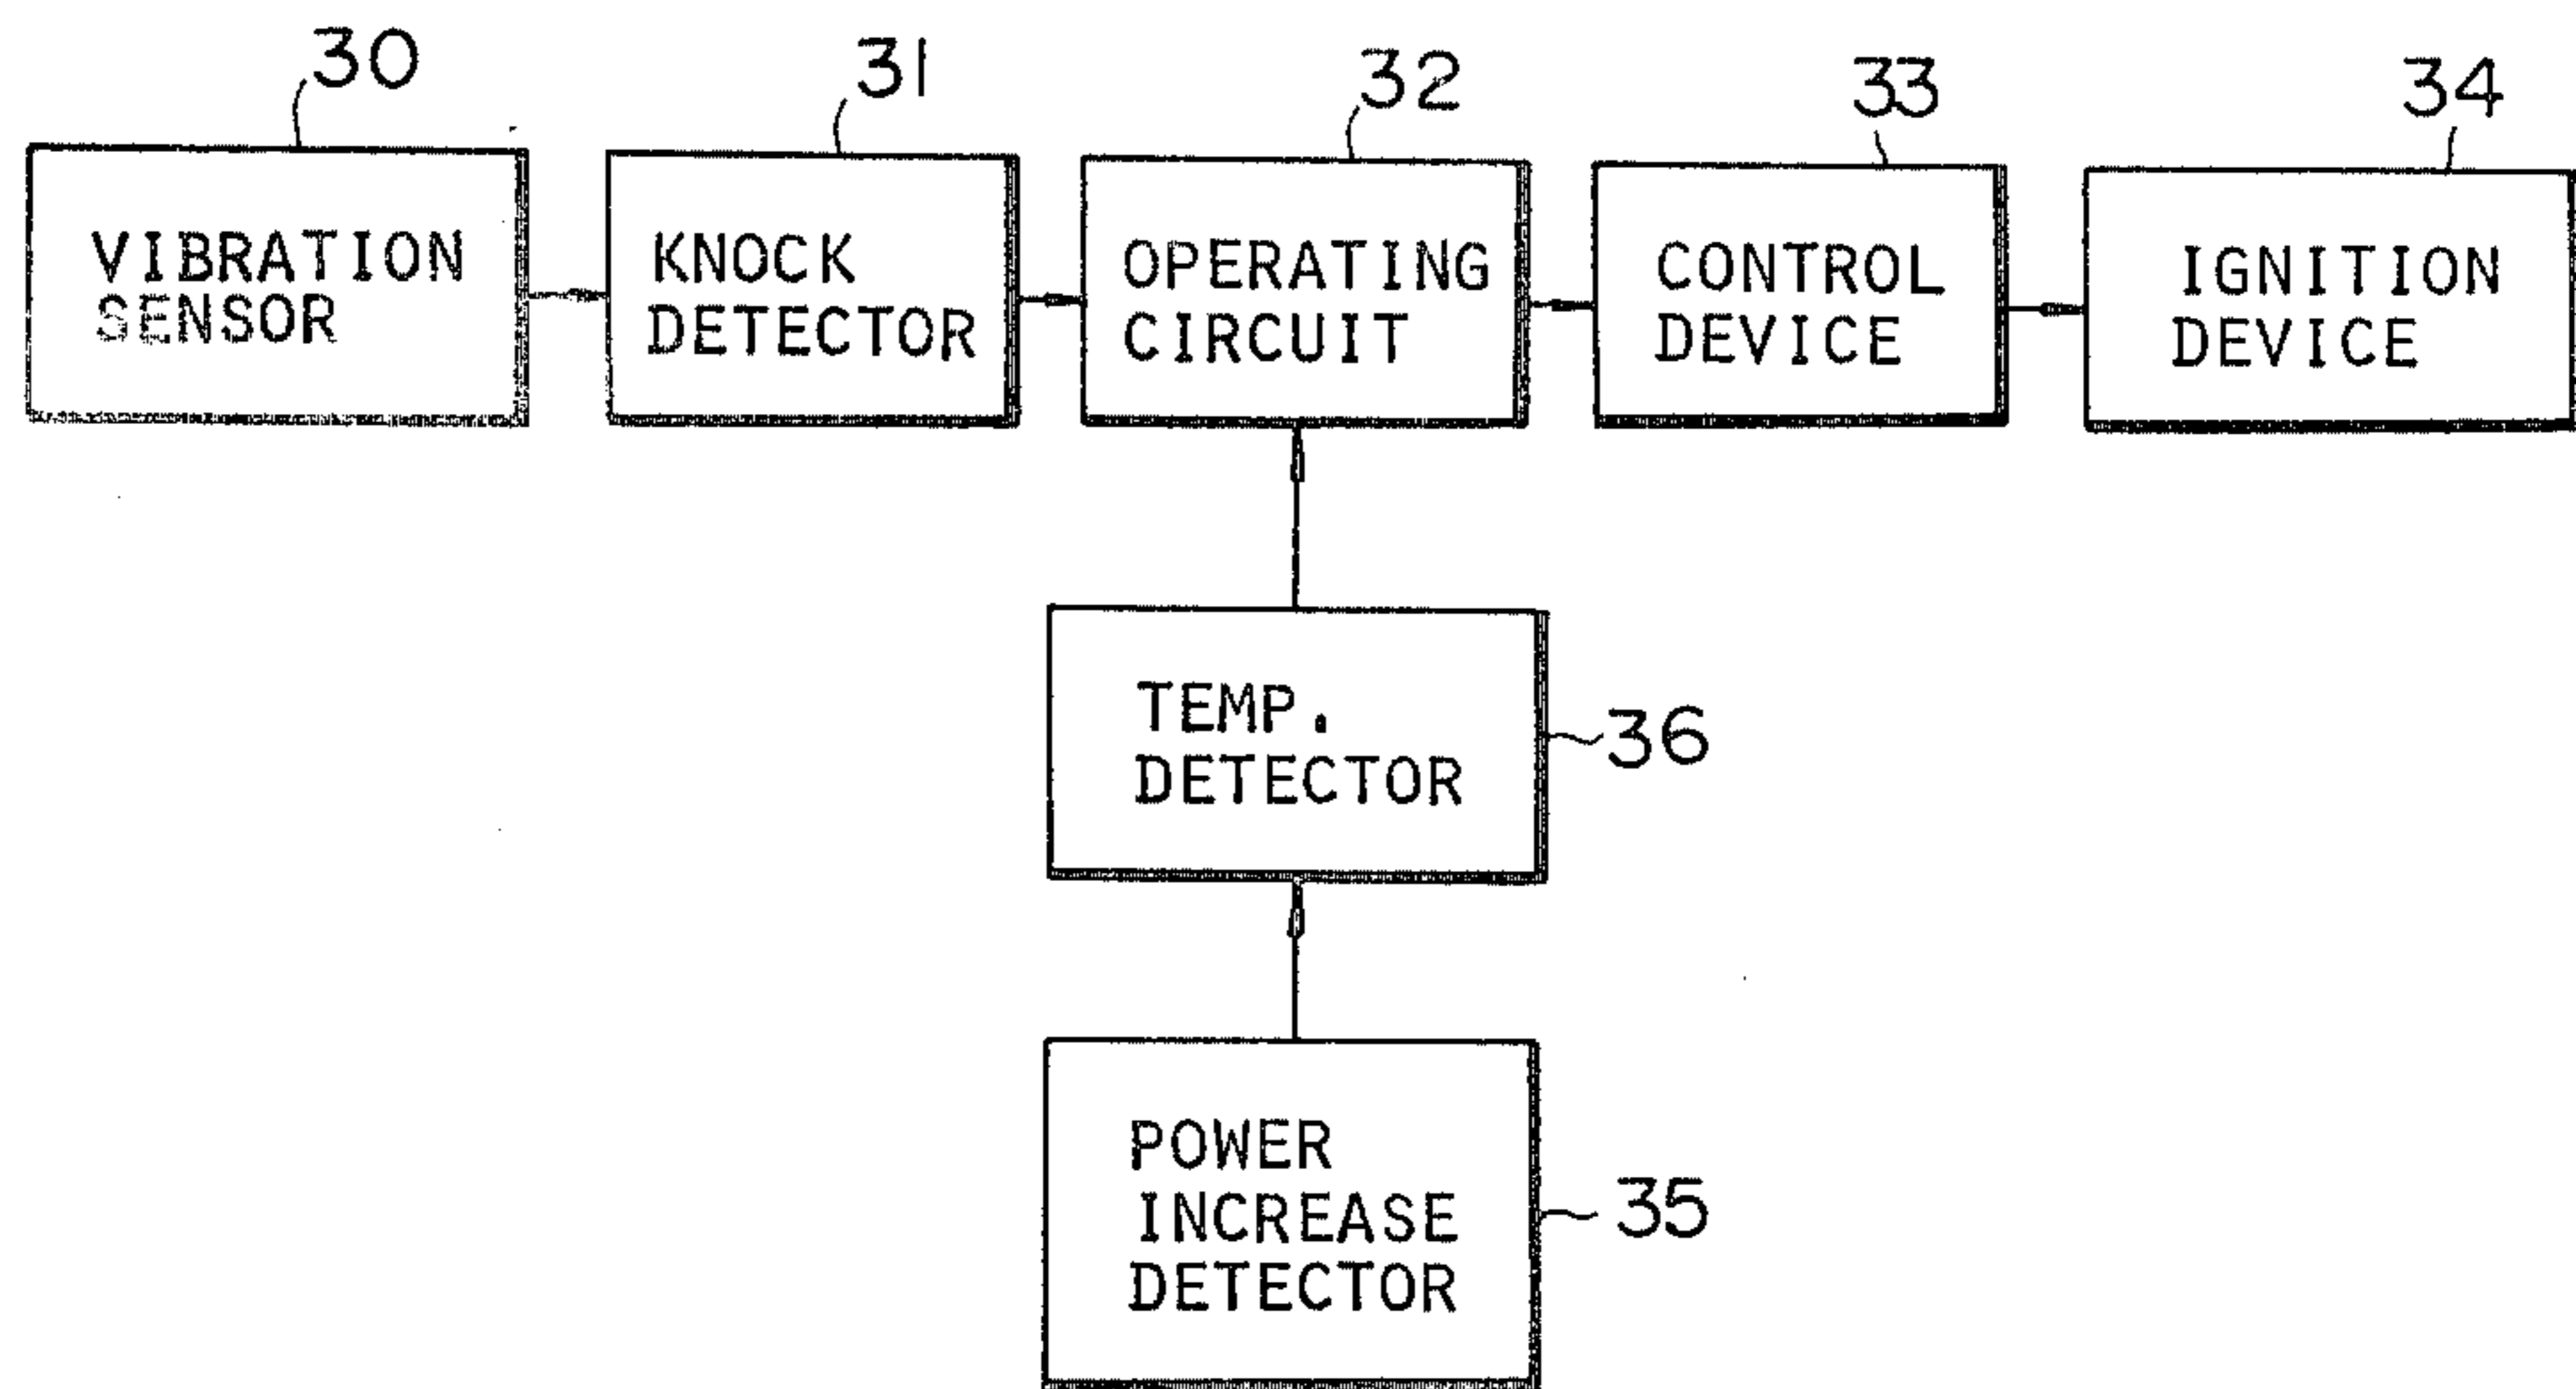 30
31
32
33
34
VIBRATION
SENSOR
KNOCK
DETECTOR
OPERATING
CIRCUIT
CONTROL
DEVICE
IGNITION
DEVICE
TEMP.
DETECTOR
36
POWER
INCREASE
DETECTOR
35